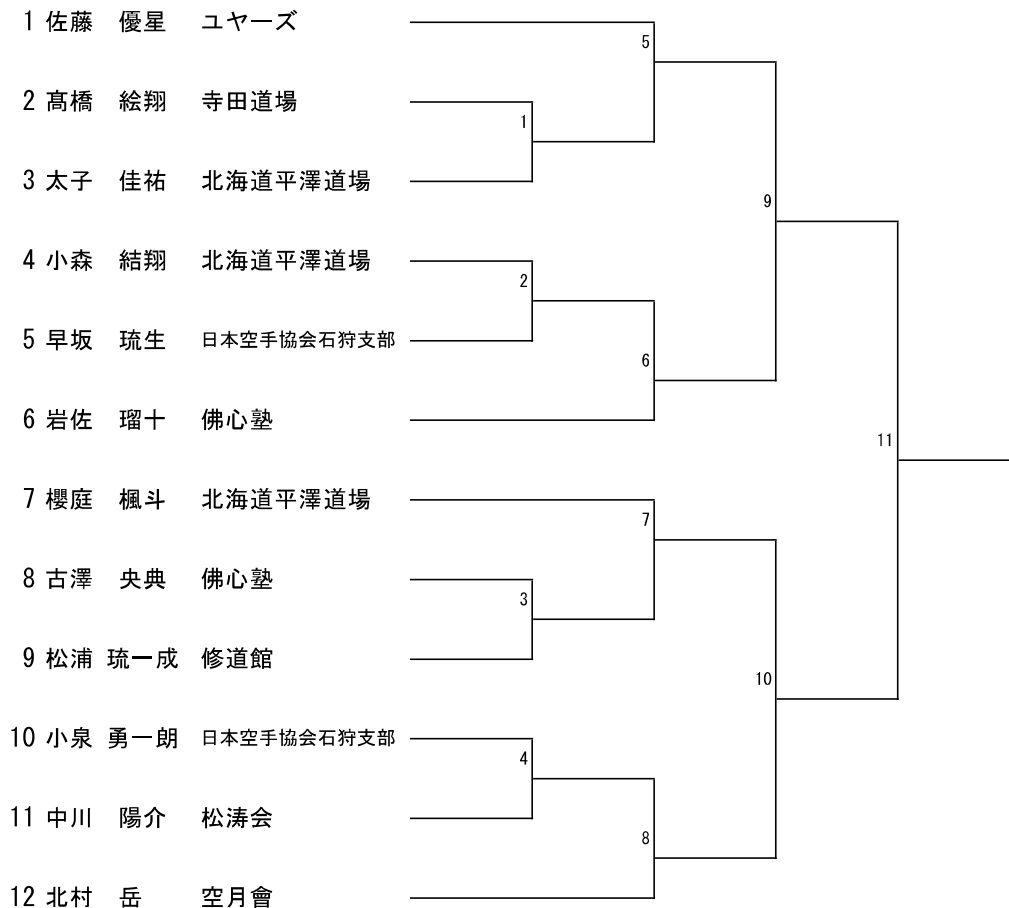 1 佐藤 優星 ユヤーズ
5
2 髙橋 絵翔 寺田道場
1
3 太子 佳祐 北海道平澤道場
9
4 小森 結翔 北海道平澤道場
2
5 早坂 琉生 日本空手協会石狩支部
6
6 岩佐 瑠十 佛心塾
11
7 櫻庭 楓斗 北海道平澤道場
7
8 古澤 央典 佛心塾
3
9 松浦 琉一成 修道館
10
10 小泉 勇一朗 日本空手協会石狩支部
4
11 中川 陽介 松涛会
8
12 北村 岳 空月會